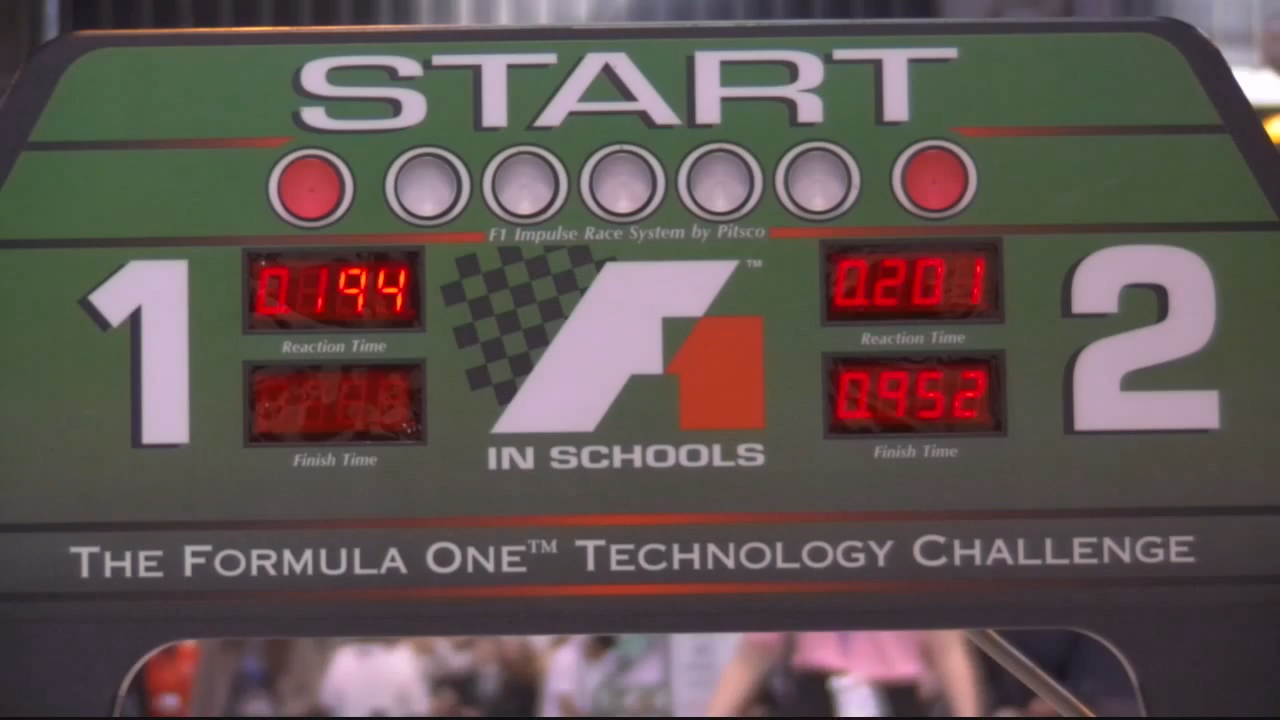 START
F1 Impulse Race System by Pitsco
1
0.194
Reaction Time
Finish Time
F1™
IN SCHOOLS
0.201
Reaction Time
0.952
Finish Time
2
THE FORMULA ONE™ TECHNOLOGY CHALLENGE